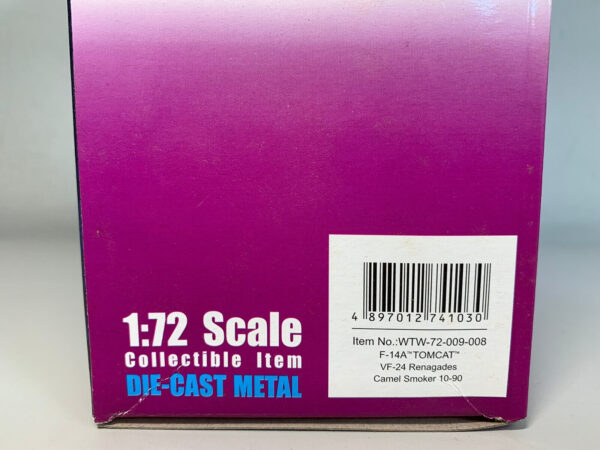 1:72 Scale
Collectible Item
DIE-CAST METAL
4 897012 741030
Item No.:WTW-72-009-008
F-14A™TOMCAT™
VF-24 Renagades
Camel Smoker 10-90